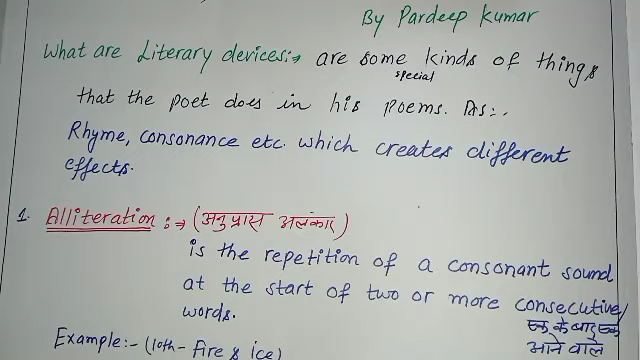 By Pardeep Kumar
What are Literary devices:→ are some kinds of things
special
that the poet does in his poems. As:-
Rhyme, consonance etc. which creates different
effects.
1. Alliteration :→ (अनुप्रास अलंकार)
is the repetition of a consonant sound
at the start of two or more consecutive/
words.
एक के बाद एक
आने वाले
Example:- (10th - fire & ice)